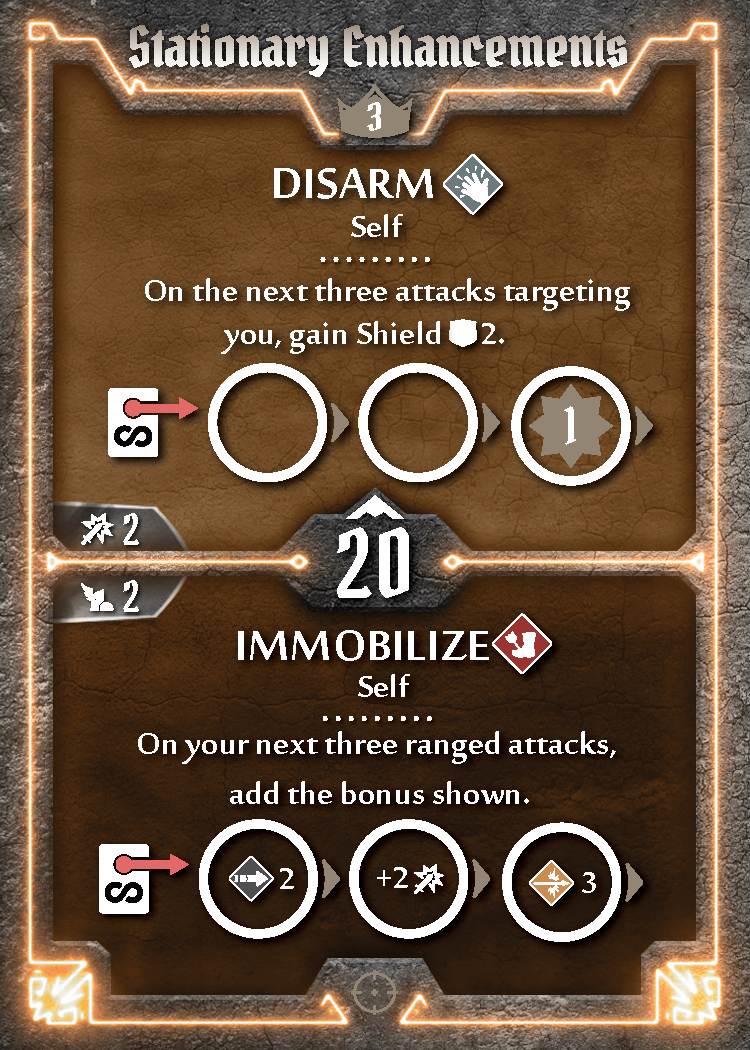 Stationary Enhancements
3
DISARM
Self
On the next three attacks targeting
you, gain Shield 2.
1
2
20
2
IMMOBILIZE
Self
On your next three ranged attacks,
add the bonus shown.
2 +2 3